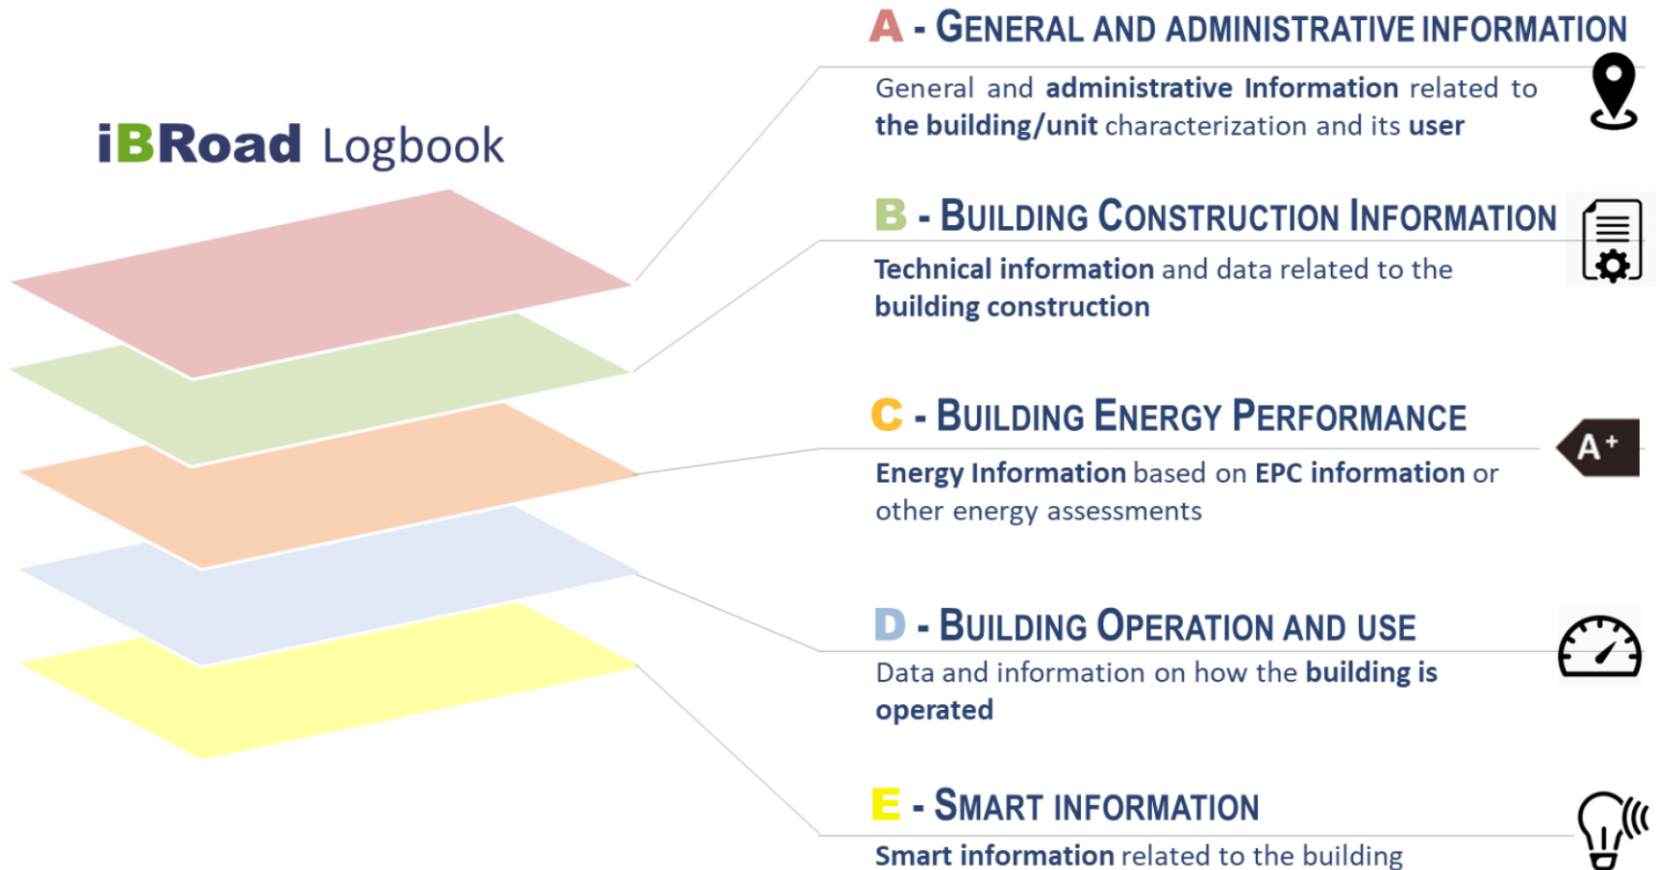 iBRoad Logbook
A - GENERAL AND ADMINISTRATIVE INFORMATION
General and administrative Information related to
the building/unit characterization and its user
B - BUILDING CONSTRUCTION INFORMATION
Technical information and data related to the
building construction
C - BUILDING ENERGY PERFORMANCE
A+
Energy Information based on EPC information or
other energy assessments
D - BUILDING OPERATION AND USE
Data and information on how the building is
operated
E - SMART INFORMATION
Smart information related to the building